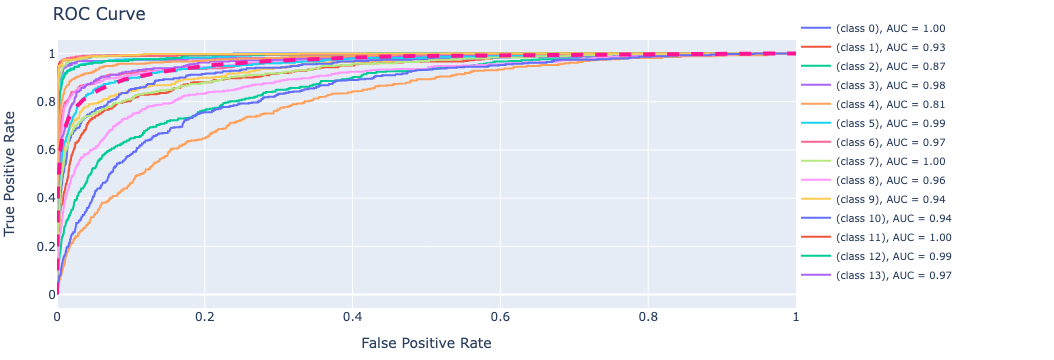 ROC Curve
True Positive Rate
1
0.8
0.6
0.4
0.2
0
0 0.2 0.4 0.6 0.8 1
False Positive Rate
(class 0), AUC = 1.00
(class 1), AUC = 0.93
(class 2), AUC = 0.87
(class 3), AUC = 0.98
(class 4), AUC = 0.81
(class 5), AUC = 0.99
(class 6), AUC = 0.97
(class 7), AUC = 1.00
(class 8), AUC = 0.96
(class 9), AUC = 0.94
(class 10), AUC = 0.94
(class 11), AUC = 1.00
(class 12), AUC = 0.99
(class 13), AUC = 0.97